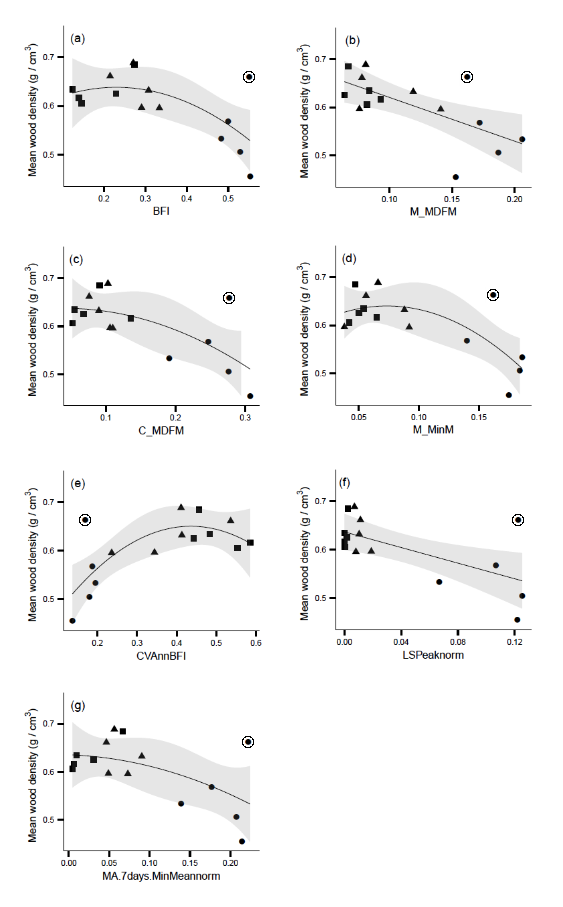 (a)
Mean wood density (g / cm³)
0.7
0.6
0.5
0.2 0.3 0.4 0.5
BFI
(b)
Mean wood density (g / cm³)
0.7
0.6
0.5
0.10 0.15 0.20
M_MDFM
(c)
Mean wood density (g / cm³)
0.7
0.6
0.5
0.1 0.2 0.3
C_MDFM
(d)
Mean wood density (g / cm³)
0.7
0.6
0.5
0.05 0.10 0.15
M_MinM
(e)
Mean wood density (g / cm³)
0.7
0.6
0.5
0.2 0.3 0.4 0.5 0.6
CVAnnBFI
(f)
Mean wood density (g / cm³)
0.7
0.6
0.5
0.00 0.04 0.08 0.12
LSPeaknorm
(g)
Mean wood density (g / cm³)
0.7
0.6
0.5
0.00 0.05 0.10 0.15 0.20
MA.7days.MinMeannorm